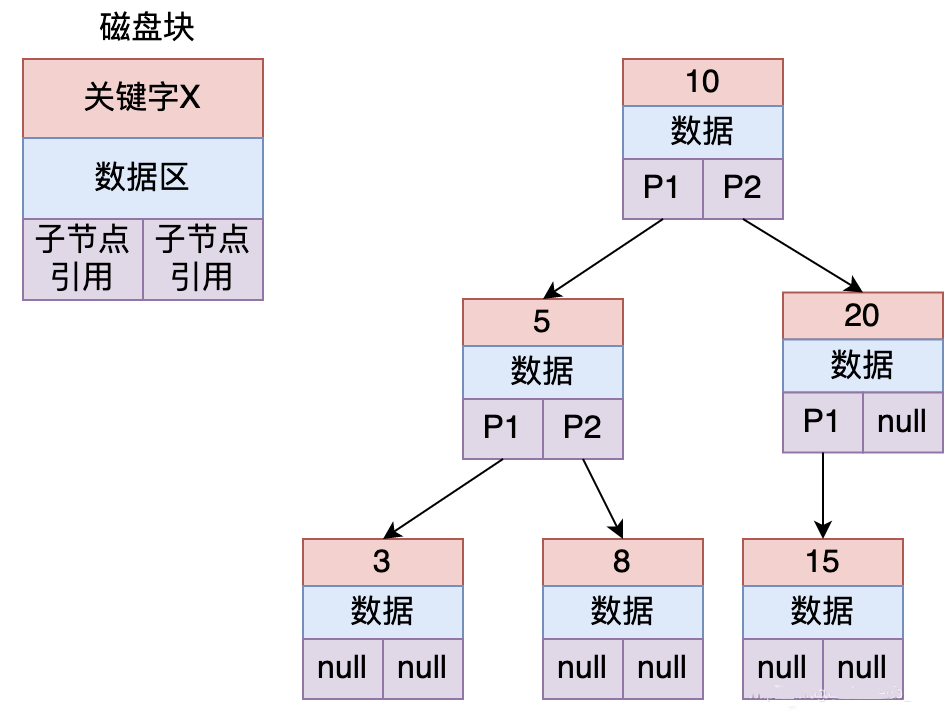 磁盘块
关键字X
数据区
子节点 子节点
引用 引用
10
数据
P1 P2
5
数据
P1 P2
20
数据
P1 null
3
数据
null null
8
数据
null null
15
数据
null null